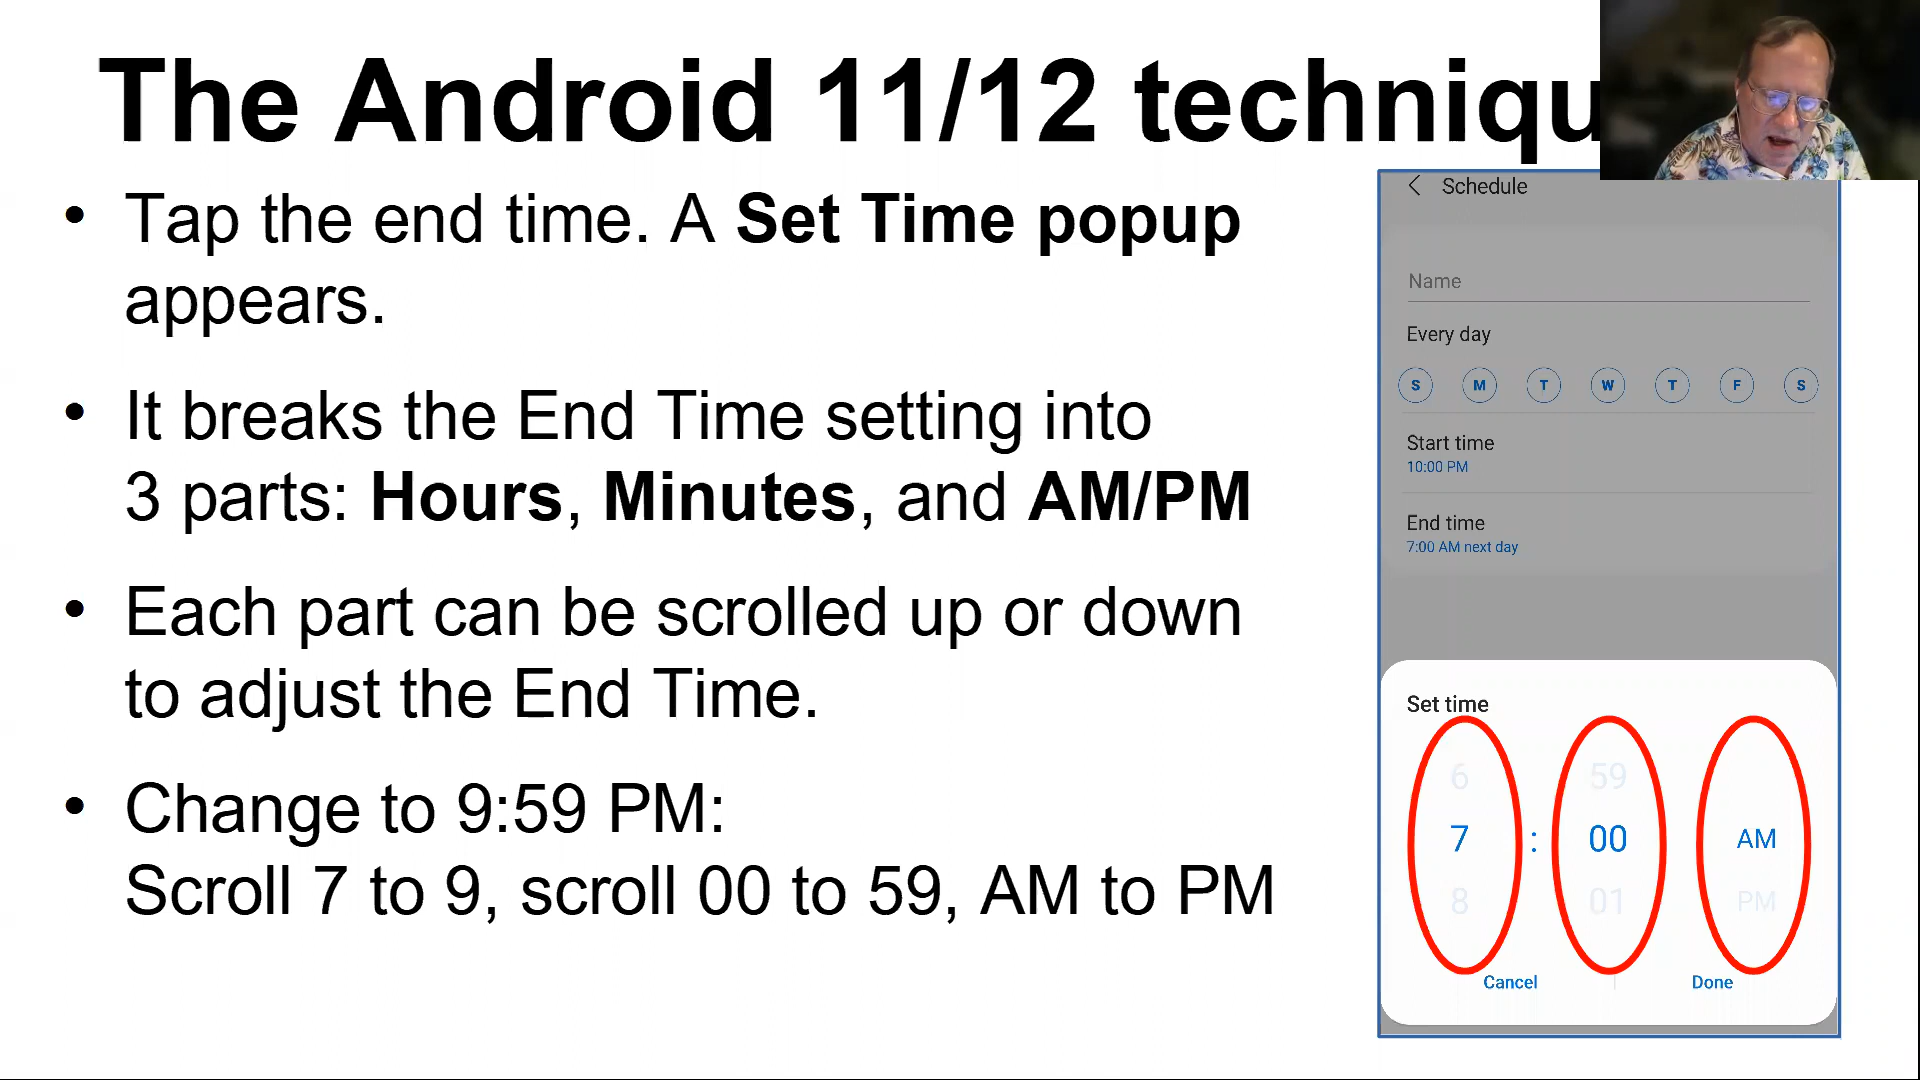 The Android 11/12 techniqu
• Tap the end time. A Set Time popup
appears.
• It breaks the End Time setting into
3 parts: Hours, Minutes, and AM/PM
• Each part can be scrolled up or down
to adjust the End Time.
• Change to 9:59 PM:
Scroll 7 to 9, scroll 00 to 59, AM to PM
Schedule
Name
Every day
S M T W T F S
Start time
10:00 PM
End time
7:00 AM next day
Set time
6 59
7 : 00 AM
8 01 PM
Cancel Done